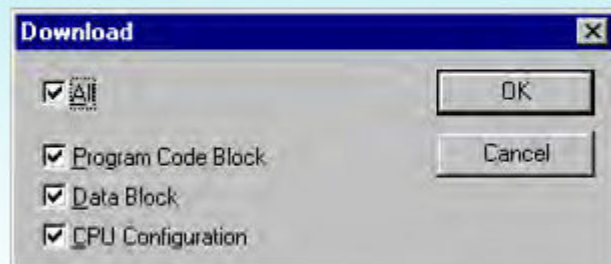 Download
All
OK
Program Code Block
Cancel
Data Block
CPU Configuration